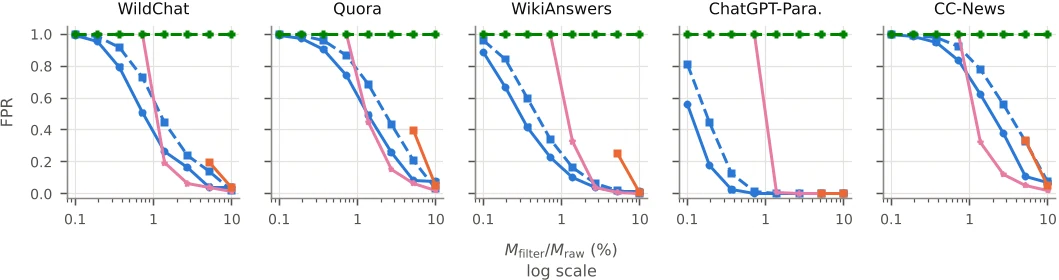 WildChat Quora WikiAnswers ChatGPT-Para. CC-News
FPR
1.0
0.8
0.6
0.4
0.2
0.0
0.1 1 10 0.1 1 10 0.1 1 10 0.1 1 10 0.1 1 10
M_filter/M_raw (%)
log scale